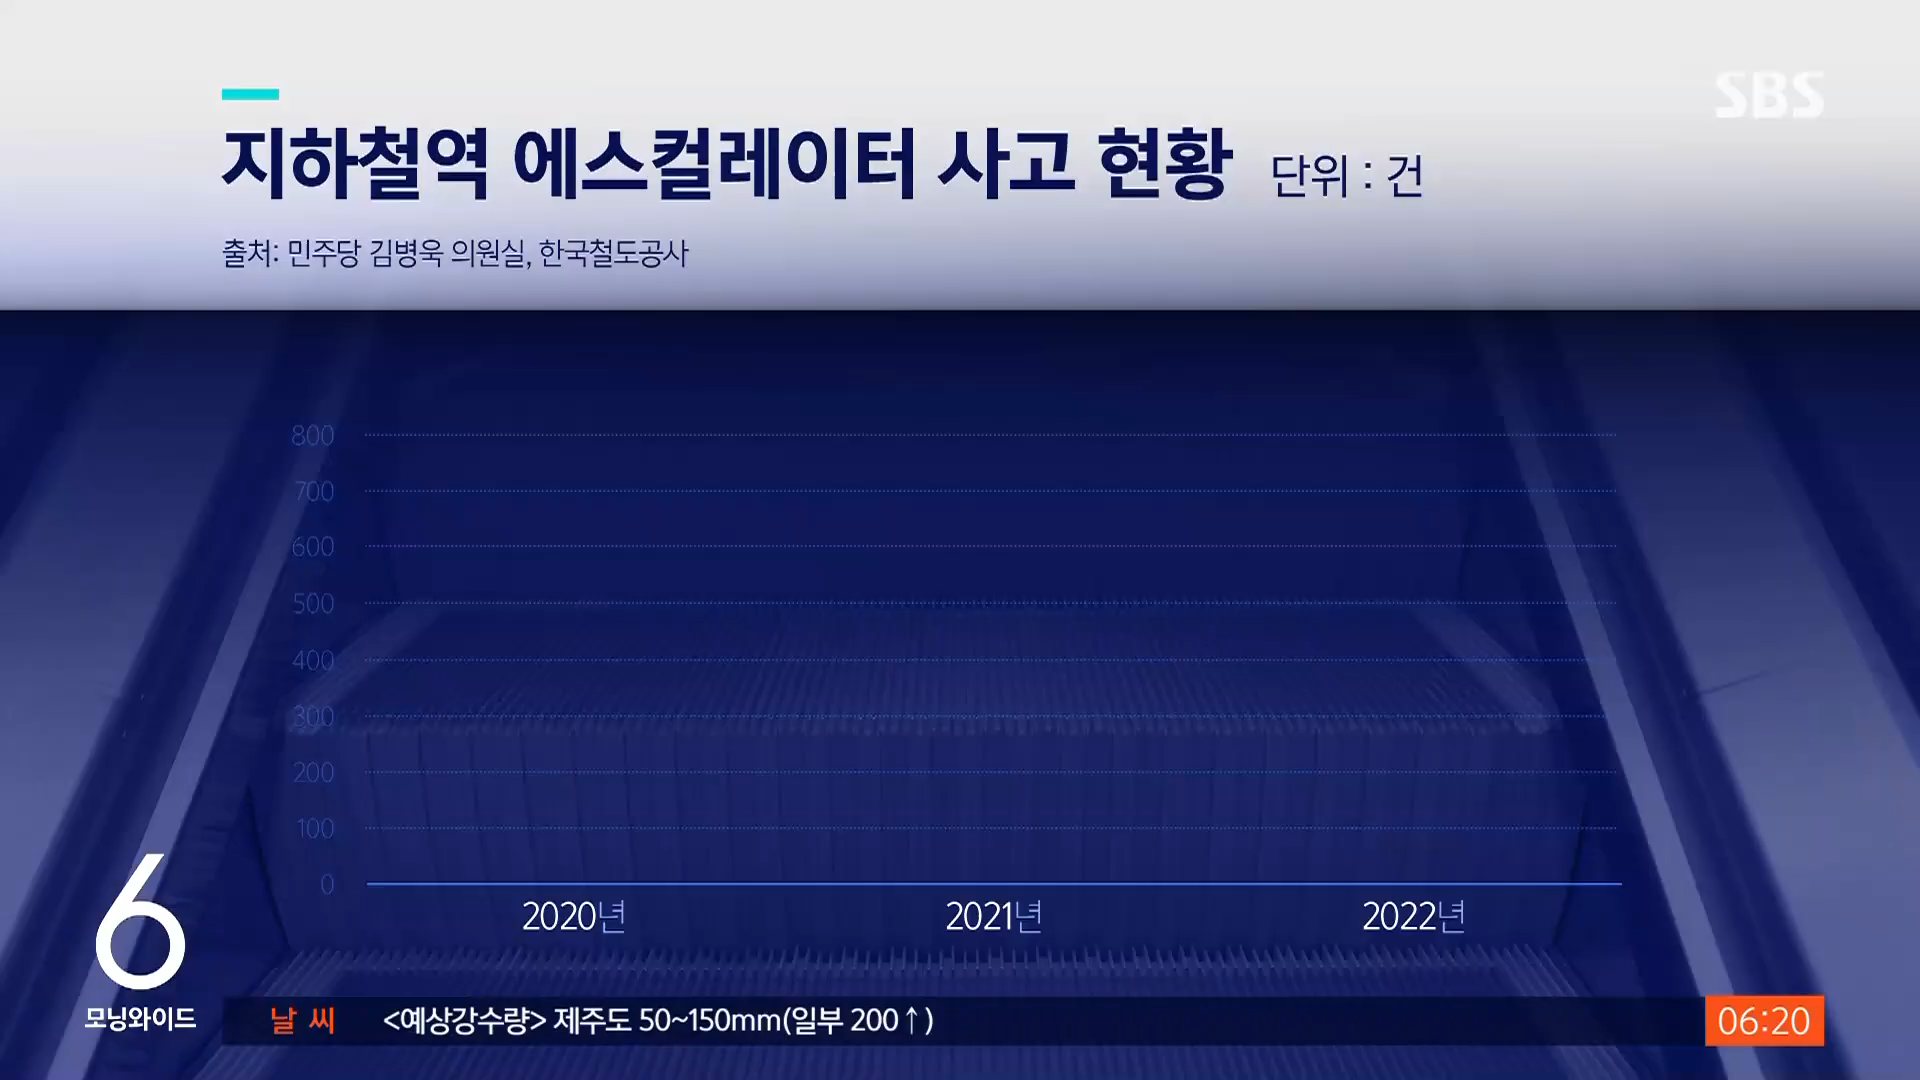 SBS
지하철역 에스컬레이터 사고 현황 단위 : 건
출처: 민주당 김병욱 의원실, 한국철도공사
800
700
600
500
400
300
200
100
0
2020년 2021년 2022년
6
모닝와이드
날 씨 <예상강수량> 제주도 50~150mm(일부 200↑) 06:20